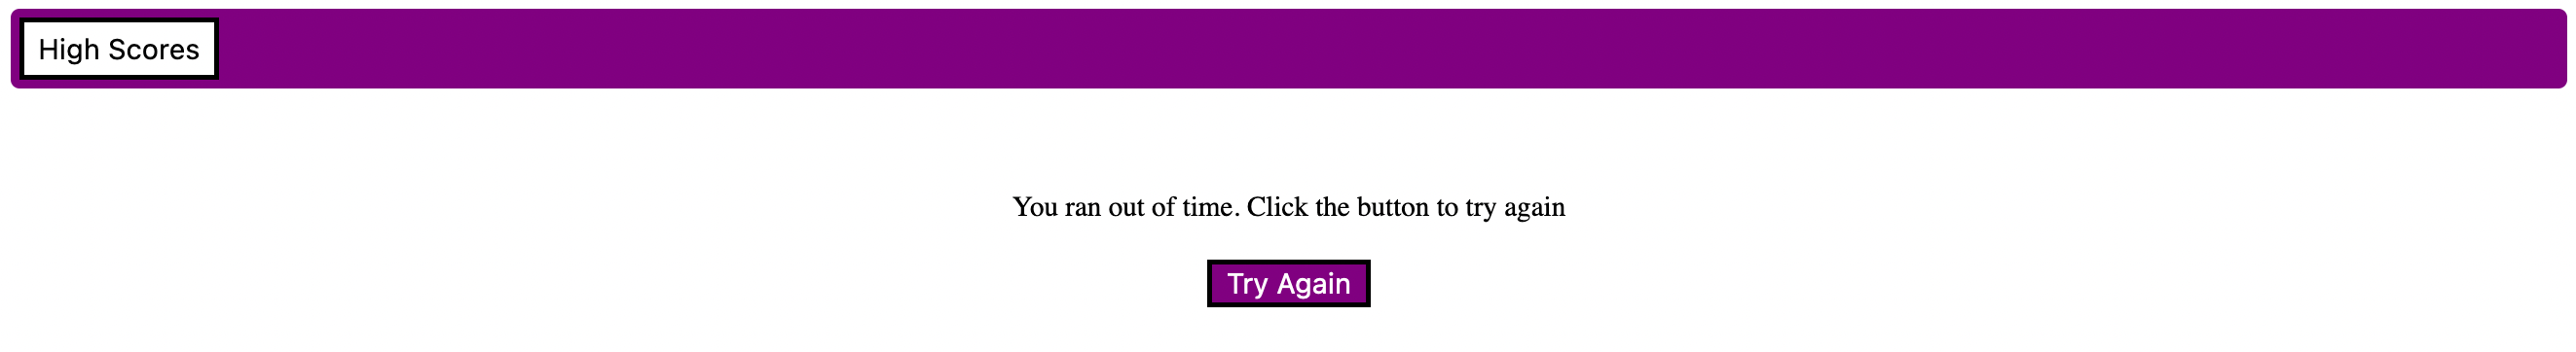 High Scores
You ran out of time. Click the button to try again
Try Again